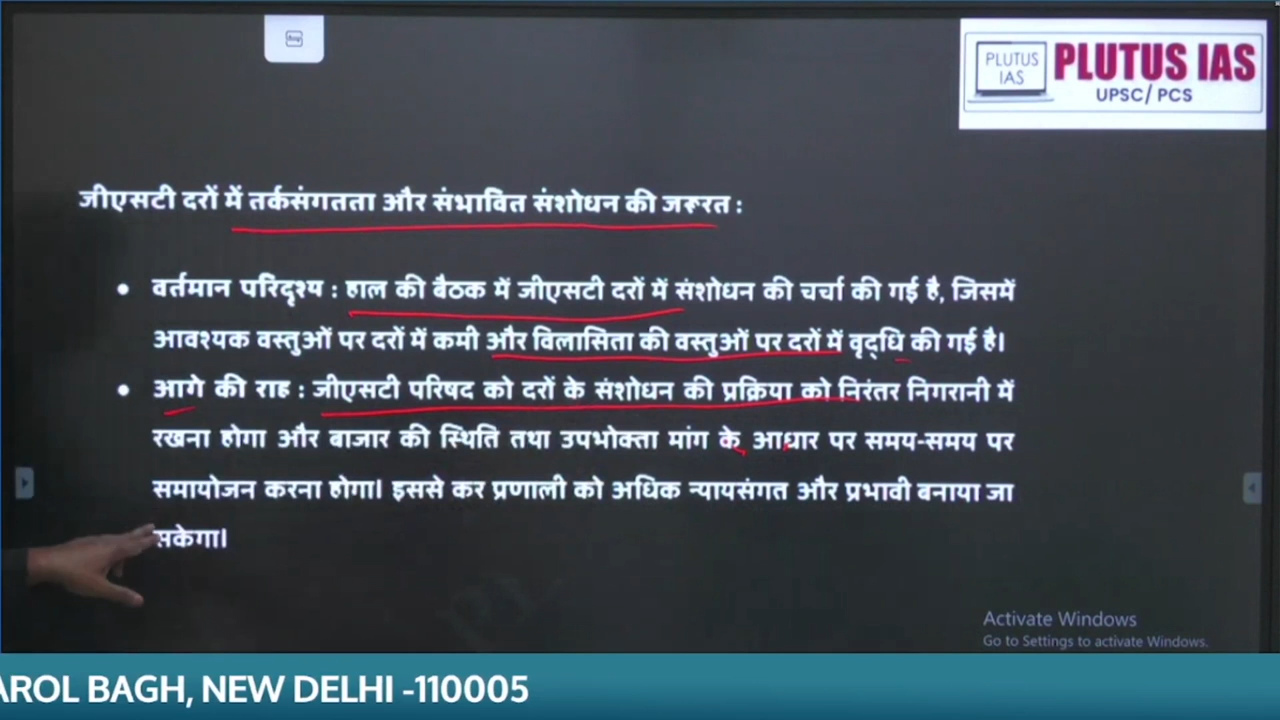 PLUTUS IAS
PLUTUS IAS
UPSC/ PCS
जीएसटी दरों में तर्कसंगतता और संभावित संशोधन की जरूरत :
• वर्तमान परिदृश्य : हाल की बैठक में जीएसटी दरों में संशोधन की चर्चा की गई है, जिसमें
आवश्यक वस्तुओं पर दरों में कमी और विलासिता की वस्तुओं पर दरों में वृद्धि की गई है।
• आगे की राह : जीएसटी परिषद को दरों के संशोधन की प्रक्रिया को निरंतर निगरानी में
रखना होगा और बाजार की स्थिति तथा उपभोक्ता मांग के आधार पर समय-समय पर
समायोजन करना होगा। इससे कर प्रणाली को अधिक न्यायसंगत और प्रभावी बनाया जा
सकेगा।
Activate Windows
Go to Settings to activate Windows.
AROL BAGH, NEW DELHI -110005